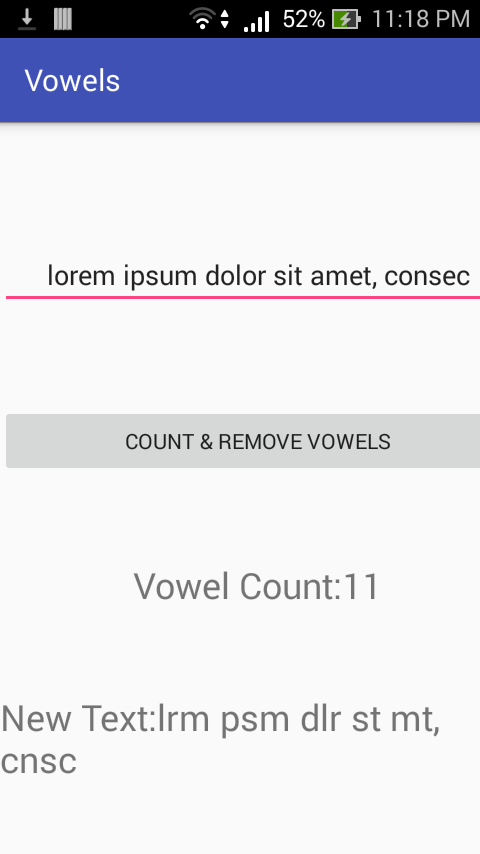 52% 11:18 PM
Vowels
lorem ipsum dolor sit amet, consec
COUNT & REMOVE VOWELS
Vowel Count:11
New Text:lrm psm dlr st mt,
cnsc